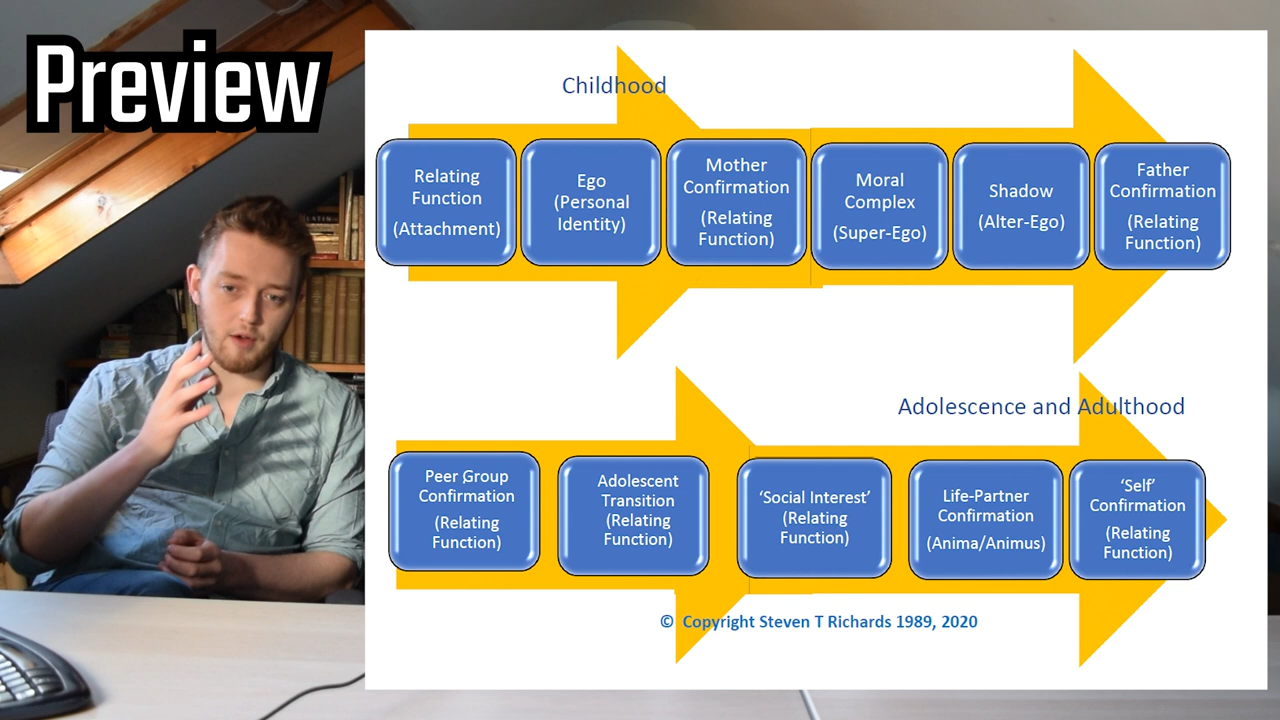 Preview
Childhood
Relating
Function
(Attachment)
Ego
(Personal
Identity)
Mother
Confirmation
(Relating
Function)
Moral
Complex
(Super-Ego)
Shadow
(Alter-Ego)
Father
Confirmation
(Relating
Function)
Adolescence and Adulthood
Peer Group
Confirmation
(Relating
Function)
Adolescent
Transition
(Relating
Function)
‘Social Interest’
(Relating
Function)
Life-Partner
Confirmation
(Anima/Animus)
‘Self’
Confirmation
(Relating
Function)
© Copyright Steven T Richards 1989, 2020
LATIN